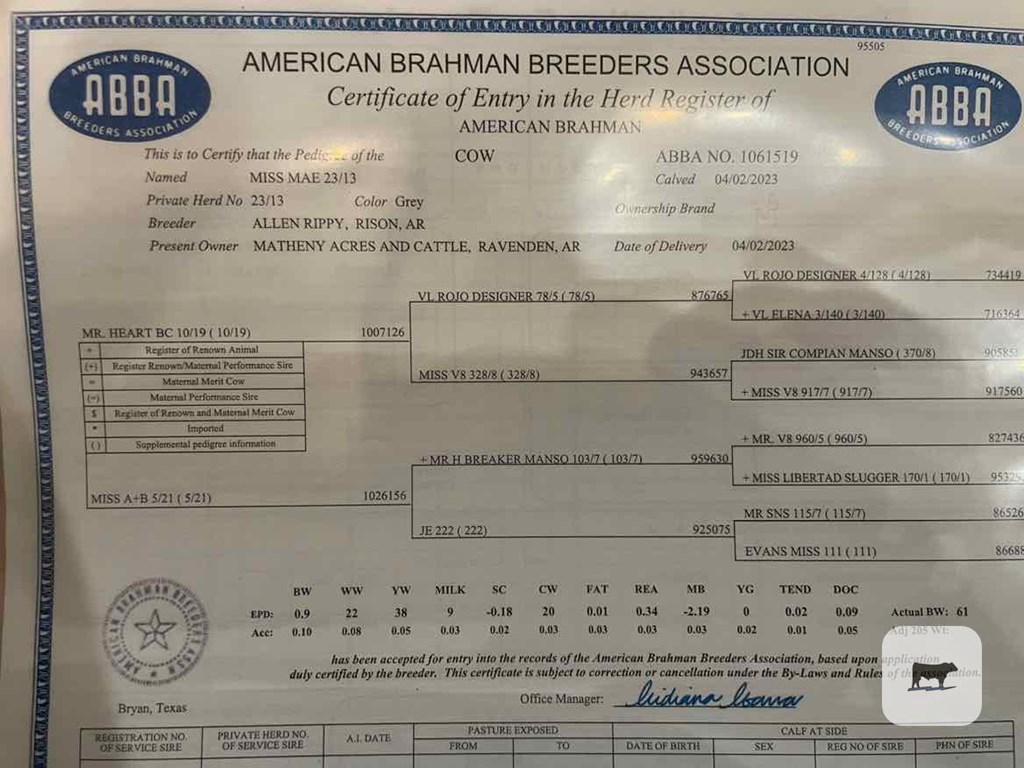 95505
AMERICAN BRAHMAN BREEDERS ASSOCIATION
AMERICAN BRAHMAN
ABBA
BREEDERS ASSOCIATION
AMERICAN BRAHMAN
ABBA
BREEDERS ASSOCIATION
Certificate of Entry in the Herd Register of
AMERICAN BRAHMAN
This is to Certify that the Pedigree of the COW ABBA NO. 1061519
Named MISS MAE 23/13 Calved 04/02/2023
Private Herd No 23/13 Color Grey Ownership Brand
Breeder ALLEN RIPPY, RISON, AR
Present Owner MATHENY ACRES AND CATTLE, RAVENDEN, AR Date of Delivery 04/02/2023
VL ROJO DESIGNER 4/128 ( 4/128) 734419
VL ROJO DESIGNER 78/5 ( 78/5) 876765
+ VL ELENA 3/140 ( 3/140) 716364
MR. HEART BC 10/19 ( 10/19) 1007126
+ Register of Renown Animal
(+) Register Renown/Maternal Performance Sire
= Maternal Merit Cow
(=) Maternal Performance Sire
$ Register of Renown and Maternal Merit Cow
* Imported
( ) Supplemental pedigree information
JDH SIR COMPIAN MANSO ( 370/8)
MISS V8 328/8 ( 328/8) 943657
+ MISS V8 917/7 ( 917/7) 917560
+ MR. V8 960/5 ( 960/5) 827436
+ MR H BREAKER MANSO 103/7 ( 103/7) 959630
+ MISS LIBERTAD SLUGGER 170/1 ( 170/1)
MISS A+B 5/21 ( 5/21) 1026156
MR SNS 115/7 ( 115/7) 86526
JE 222 ( 222) 925075
EVANS MISS 111 ( 111) 8668
BW WW YW MILK SC CW FAT REA MB YG TEND DOC
EPD: 0.9 22 38 9 -0.18 20 0.01 0.34 -2.19 0 0.02 0.09 Actual BW: 61
Acc: 0.10 0.08 0.05 0.03 0.02 0.03 0.03 0.03 0.03 0.02 0.01 0.05 Adj 205 Wt:
AMERICAN BRAHMAN BREEDERS ASSN
has been accepted for entry into the records of the American Brahman Breeders Association, based upon application
duly certified by the breeder. This certificate is subject to correction or cancellation under the By-Laws and Rules of the association.
Office Manager:
Bryan, Texas
REGISTRATION NO. OF SERVICE SIRE
PRIVATE HERD NO. OF SERVICE SIRE
A.I. DATE
PASTURE EXPOSED
FROM TO
CALF AT SIDE
DATE OF BIRTH SEX REG NO OF SIRE PHN OF SIRE